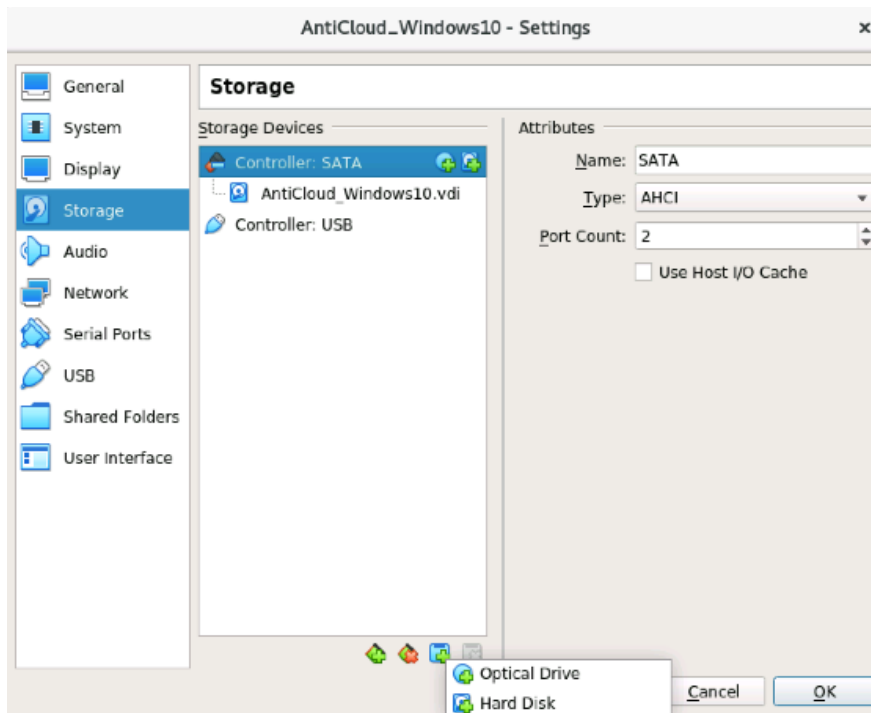 AntiCloud_Windows10 - Settings
General
System
Display
Storage
Audio
Network
Serial Ports
USB
Shared Folders
User Interface
Storage
Storage Devices
Controller: SATA
AntiCloud_Windows10.vdi
Controller: USB
Attributes
Name: SATA
Type: AHCI
Port Count: 2
Use Host I/O Cache
Optical Drive
Hard Disk
Cancel
OK